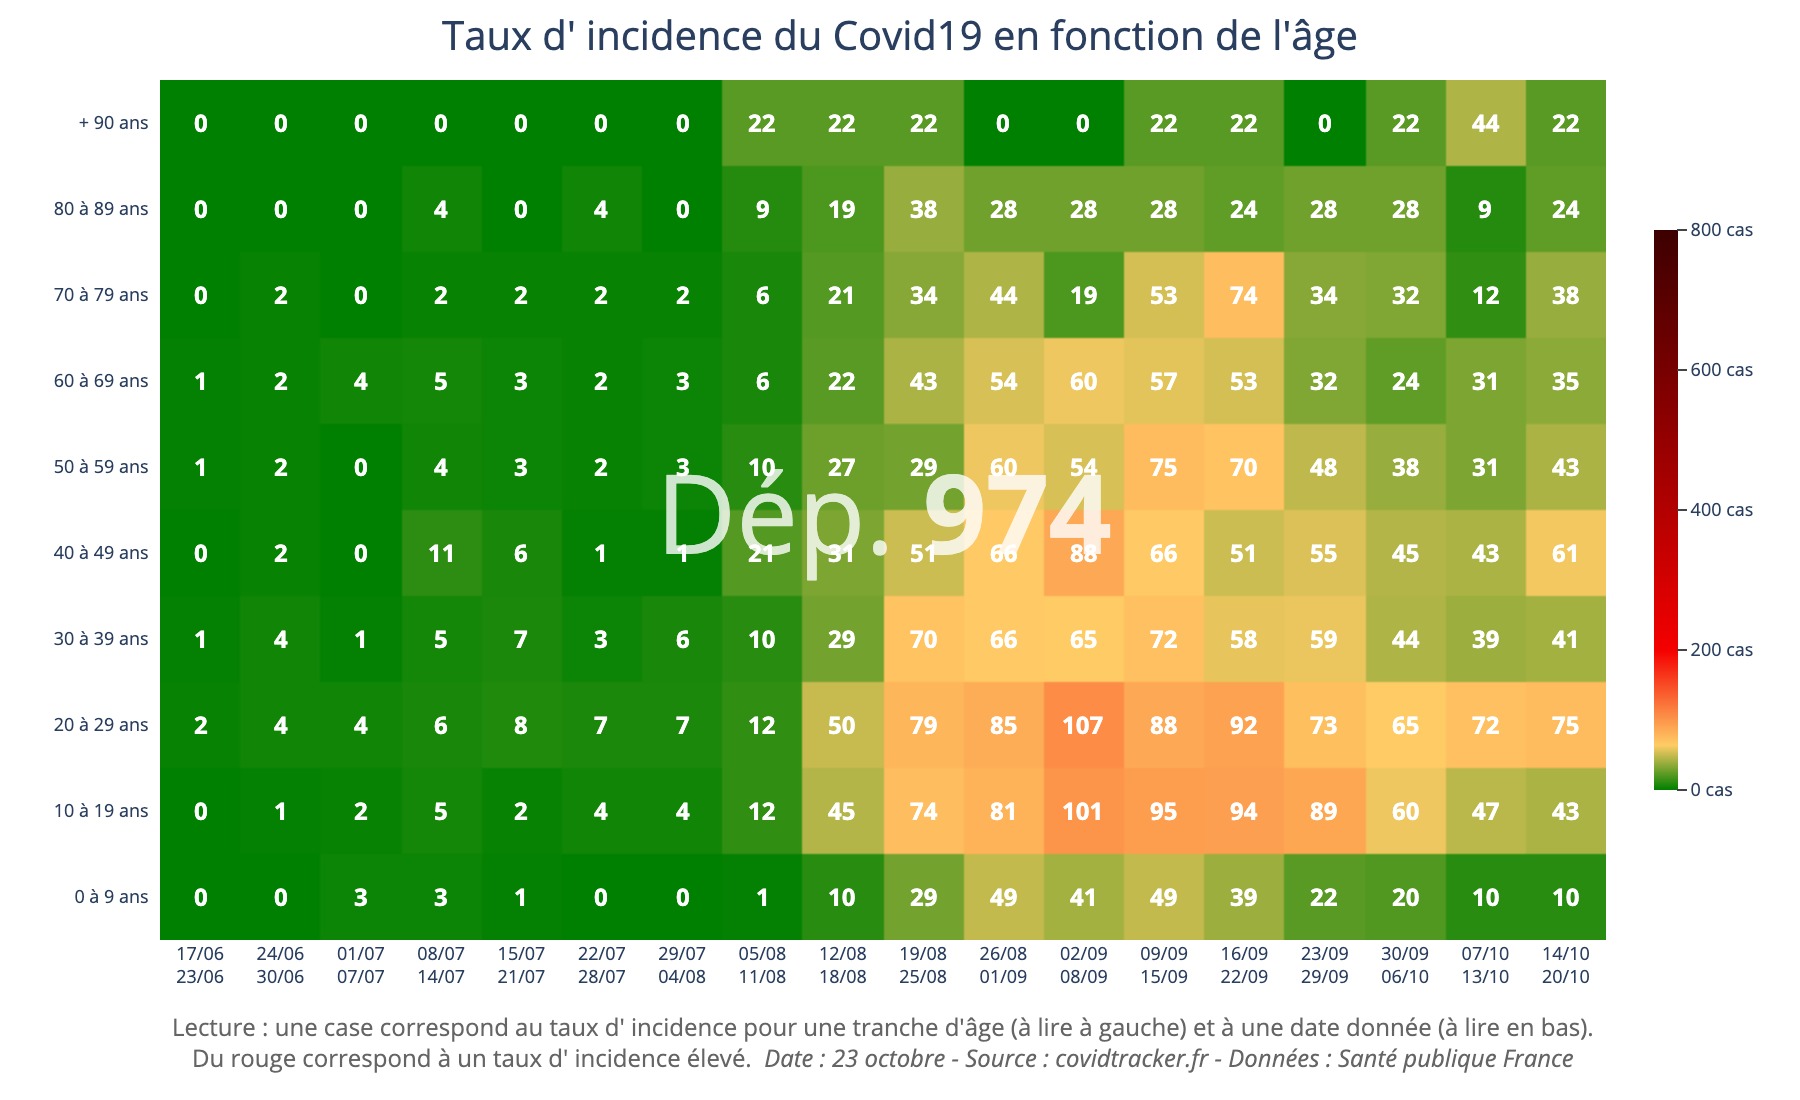 Taux d' incidence du Covid19 en fonction de l'âge
+ 90 ans 0 0 0 0 0 0 0 22 22 22 0 0 22 22 0 22 44 22
80 à 89 ans 0 0 0 4 0 4 0 9 19 38 28 28 28 24 28 28 9 24
70 à 79 ans 0 2 0 2 2 2 2 6 21 34 44 19 53 74 34 32 12 38
60 à 69 ans 1 2 4 5 3 2 3 6 22 43 54 60 57 53 32 24 31 35
50 à 59 ans 1 2 0 4 3 2 3 10 27 29 60 54 75 70 48 38 31 43
Dép. 974
40 à 49 ans 0 2 0 11 6 1 1 21 31 51 66 88 66 51 55 45 43 61
30 à 39 ans 1 4 1 5 7 3 6 10 29 70 66 65 72 58 59 44 39 41
20 à 29 ans 2 4 4 6 8 7 7 12 50 79 85 107 88 92 73 65 72 75
10 à 19 ans 0 1 2 5 2 4 4 12 45 74 81 101 95 94 89 60 47 43
0 à 9 ans 0 0 3 3 1 0 0 1 10 29 49 41 49 39 22 20 10 10
17/06 24/06 01/07 08/07 15/07 22/07 29/07 05/08 12/08 19/08 26/08 02/09 09/09 16/09 23/09 30/09 07/10 14/10
23/06 30/06 07/07 14/07 21/07 28/07 04/08 11/08 18/08 25/08 01/09 08/09 15/09 22/09 29/09 06/10 13/10 20/10
800 cas
600 cas
400 cas
200 cas
0 cas
Lecture : une case correspond au taux d' incidence pour une tranche d'âge (à lire à gauche) et à une date donnée (à lire en bas).
Du rouge correspond à un taux d' incidence élevé. Date : 23 octobre - Source : covidtracker.fr - Données : Santé publique France